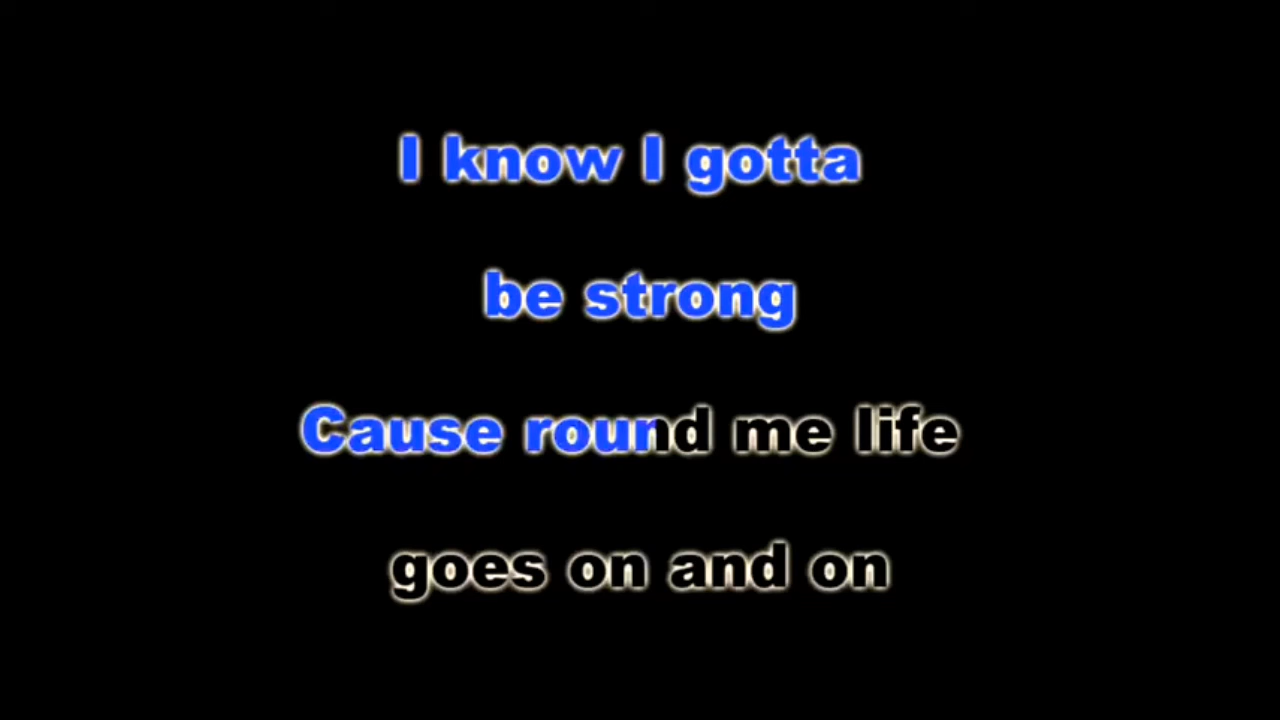 I know I gotta
be strong
Cause round me life
goes on and on